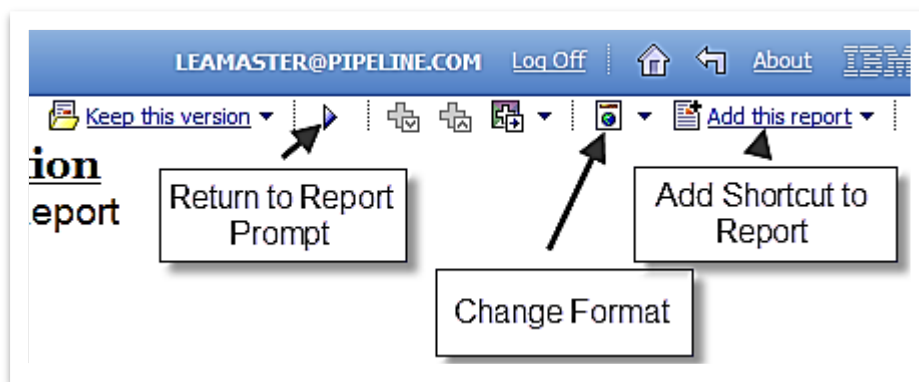 LEAMASTER@PIPELINE.COM Log Off About IBM
Keep this version Add this report
ion
eport
Return to Report
Prompt
Add Shortcut to
Report
Change Format